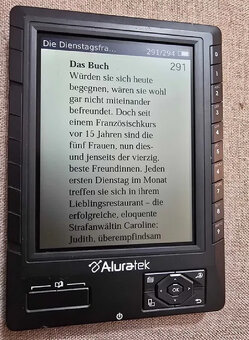 Die Dienstagsfra... 291/294
Das Buch 291
Würden sie sich heute
begegnen, wären sie wohl
gar nicht miteinander
befreundet. Doch seit
einem Französischkurs
vor 15 Jahren sind die
fünf Frauen, nun dies-
und jenseits der vierzig,
beste Freundinnen. Jeden
ersten Dienstag im Monat
treffen sie sich in ihrem
Lieblingsrestaurant – die
erfolgreiche, eloquente
Strafanwältin Caroline;
Judith, überempfindsam
Aluratek
OK